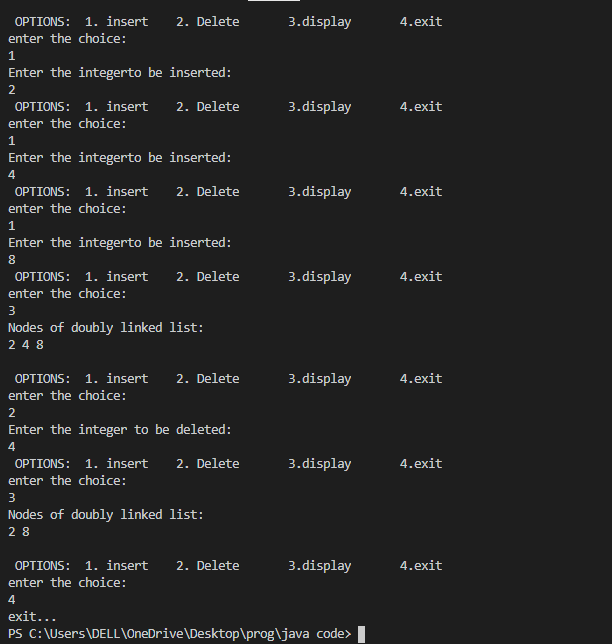 OPTIONS:  1. insert    2. Delete       3.display       4.exit
enter the choice:
1
Enter the integerto be inserted:
2
OPTIONS:  1. insert    2. Delete       3.display       4.exit
enter the choice:
1
Enter the integerto be inserted:
4
OPTIONS:  1. insert    2. Delete       3.display       4.exit
enter the choice:
1
Enter the integerto be inserted:
8
OPTIONS:  1. insert    2. Delete       3.display       4.exit
enter the choice:
3
Nodes of doubly linked list:
2 4 8
OPTIONS:  1. insert    2. Delete       3.display       4.exit
enter the choice:
2
Enter the integer to be deleted:
4
OPTIONS:  1. insert    2. Delete       3.display       4.exit
enter the choice:
3
Nodes of doubly linked list:
2 8
OPTIONS:  1. insert    2. Delete       3.display       4.exit
enter the choice:
4
exit...
PS C:\Users\DELL\OneDrive\Desktop\prog\java code>